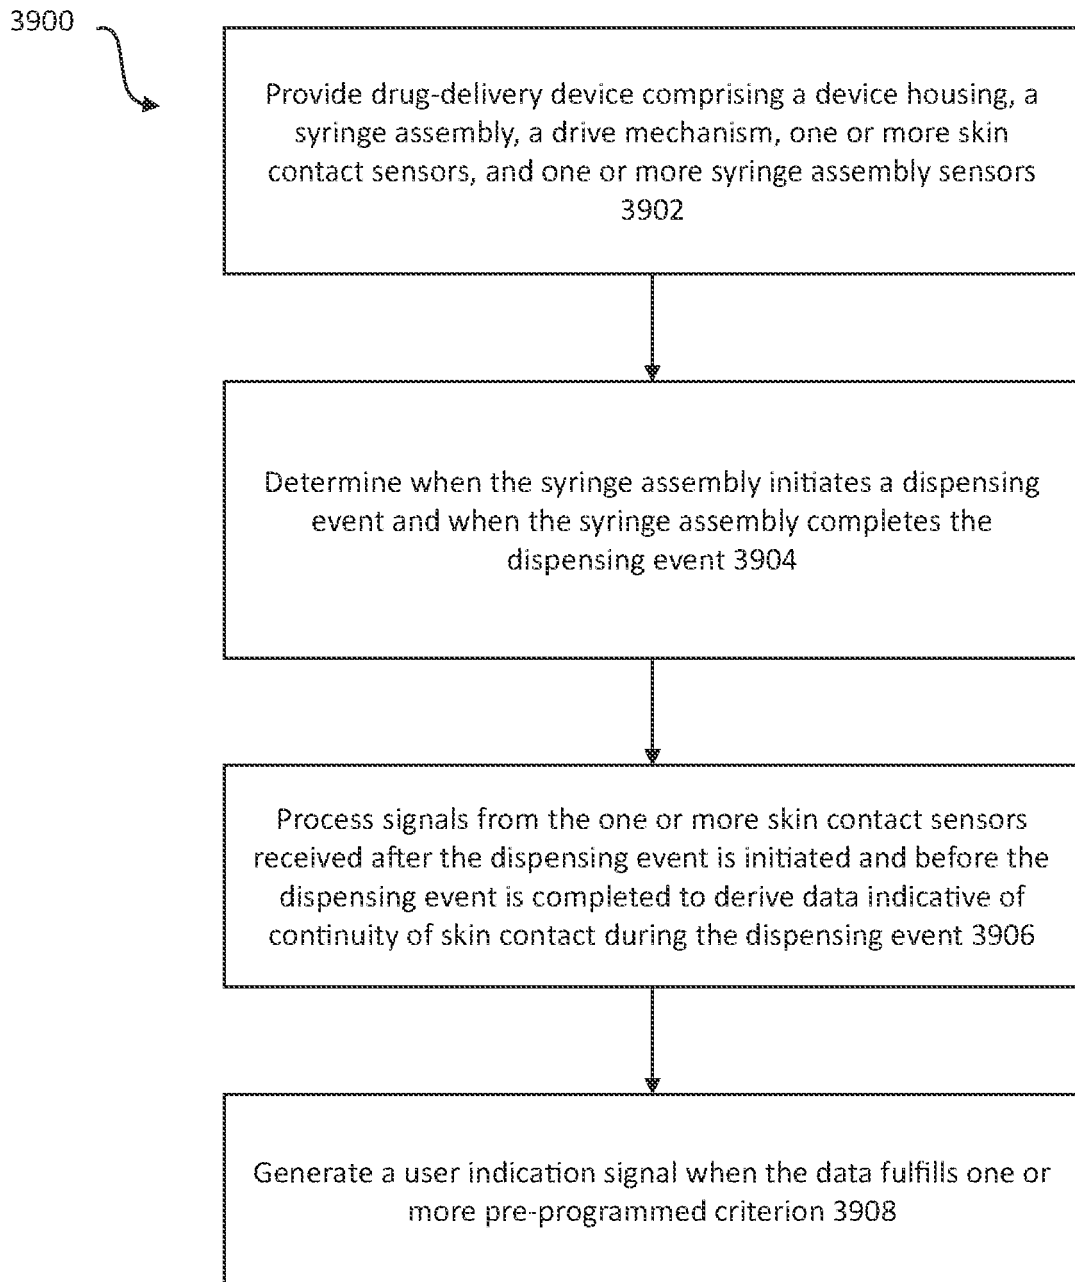 3900
Provide drug-delivery device comprising a device housing, a
syringe assembly, a drive mechanism, one or more skin
contact sensors, and one or more syringe assembly sensors
3902
Determine when the syringe assembly initiates a dispensing
event and when the syringe assembly completes the
dispensing event 3904
Process signals from the one or more skin contact sensors
received after the dispensing event is initiated and before the
dispensing event is completed to derive data indicative of
continuity of skin contact during the dispensing event 3906
Generate a user indication signal when the data fulfills one or
more pre-programmed criterion 3908